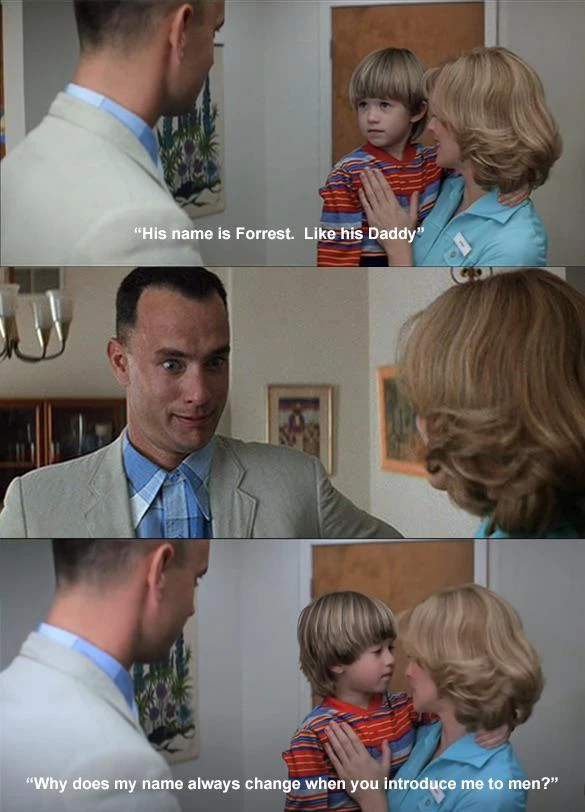 “His name is Forrest.  Like his Daddy”
“Why does my name always change when you introduce me to men?”